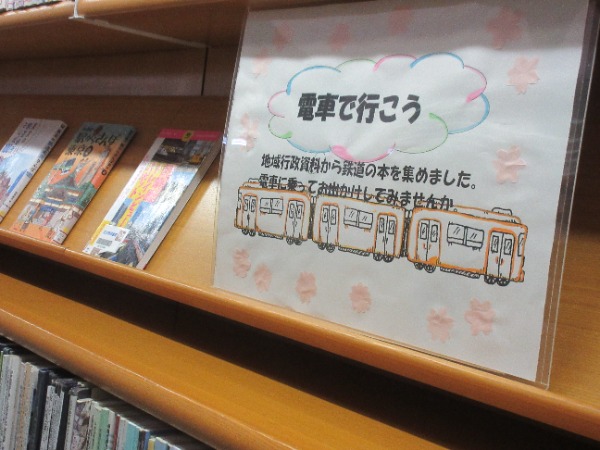 電車で行こう
地域行政資料から鉄道の本を集めました。
電車に乗ってお出かけしてみませんか